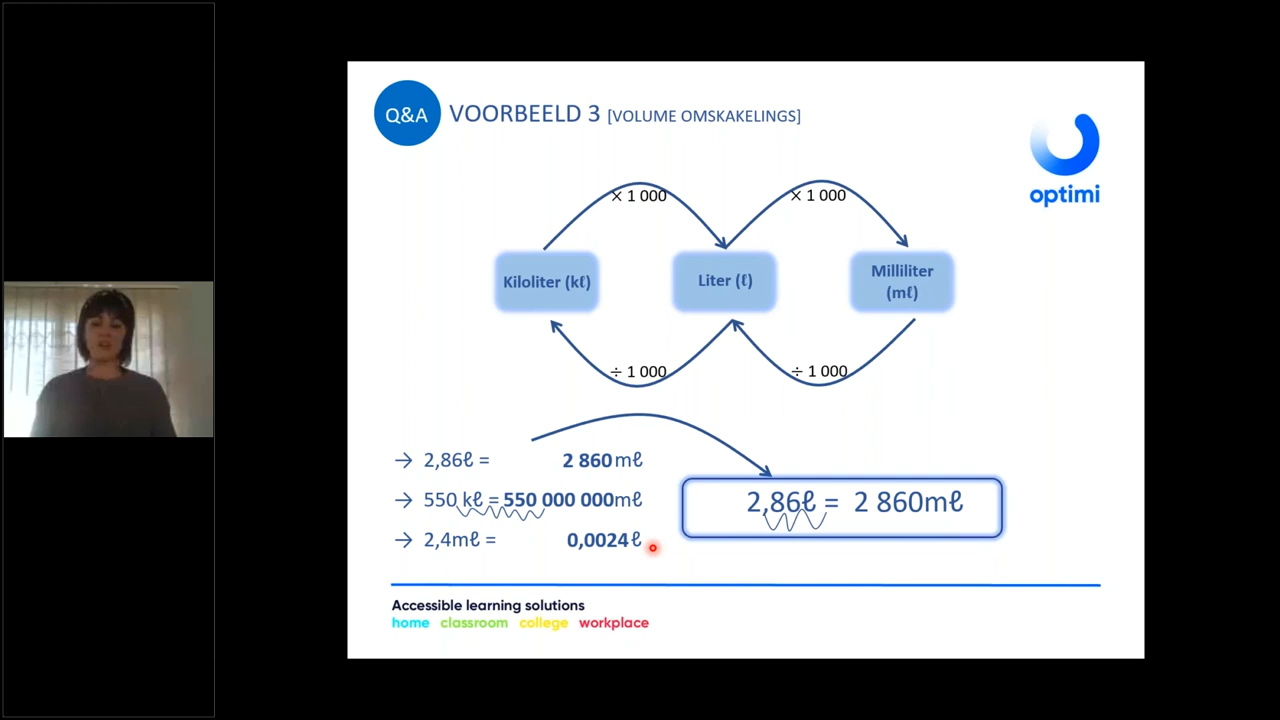 Q&A
VOORBEELD 3 [VOLUME OMSKAKELINGS]
optimi
× 1 000
× 1 000
Kiloliter (kℓ)
Liter (ℓ)
Milliliter
(mℓ)
÷ 1 000
÷ 1 000
→ 2,86ℓ = 2 860mℓ
→ 550 kℓ = 550 000 000mℓ
→ 2,4mℓ = 0,0024ℓ
2,86ℓ = 2 860mℓ
Accessible learning solutions
home classroom college workplace